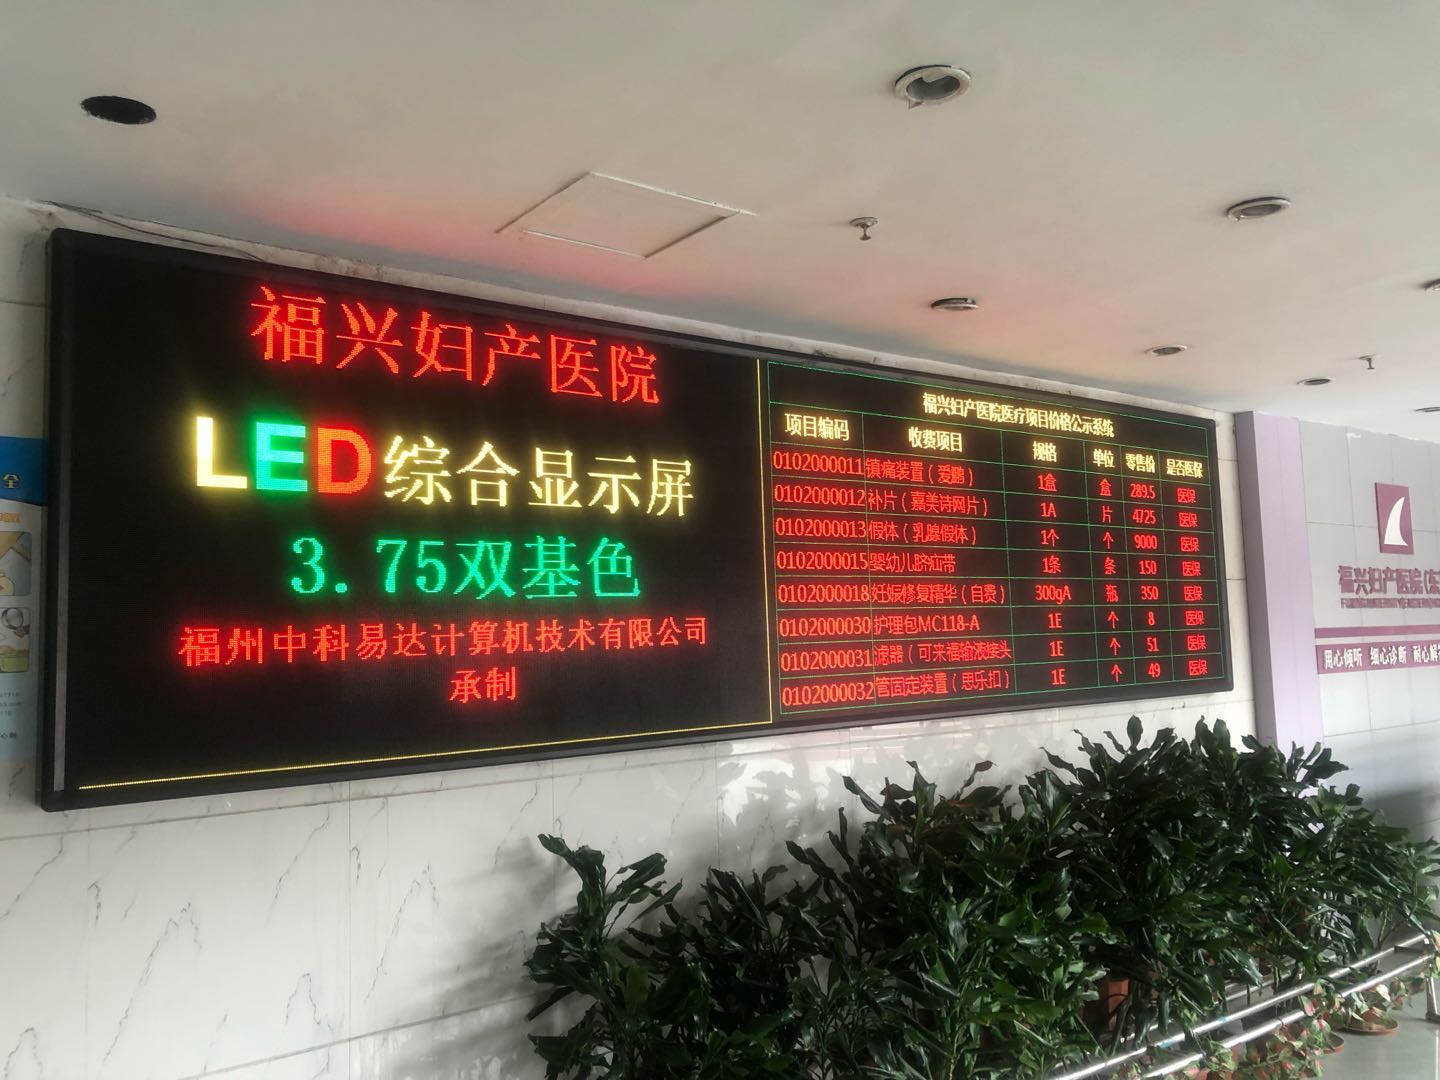 福兴妇产医院
LED综合显示屏
3.75双基色
福州中科易达计算机技术有限公司
承制
福兴妇产医院医疗项目价格公示系统
项目编码 收费项目 规格 单位 零售价 是否医保
0102000011 镇痛装置（爱鹏） 1盒 盒 289.5 医保
0102000012 补片（嘉美诗网片） 1A 片 4725 医保
0102000013 假体（乳腺假体） 1个 个 9000 医保
0102000015 婴幼儿脐疝带 1条 条 150 医保
0102000018 妊娠修复精华（自费） 300gA 瓶 350 医保
0102000030 护理包MC118-A 1E 个 8 医保
0102000031 滤器（可来福输液接头 1E 个 51 医保
0102000032 管固定装置（思乐扣） 1E 个 49 医保
福兴妇产医院(东
用心倾听 细心诊断 耐心解
全